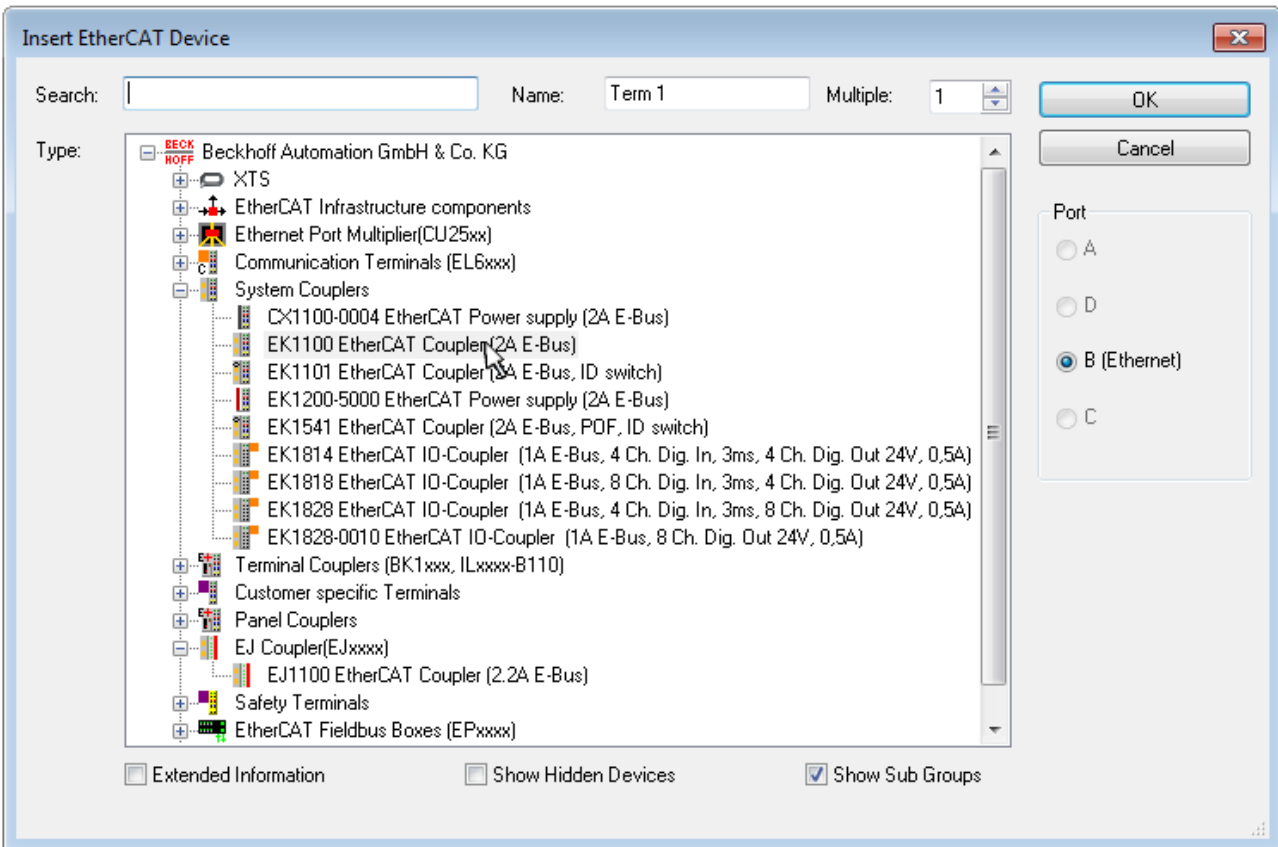 Insert EtherCAT Device
Search: Name: Term 1 Multiple: 1 OK
Type: BECK HOFF Beckhoff Automation GmbH & Co. KG Cancel
XTS
EtherCAT Infrastructure components Port
Ethernet Port Multiplier(CU25xx) A
Communication Terminals (EL6xxx)
System Couplers
CX1100-0004 EtherCAT Power supply (2A E-Bus) D
EK1100 EtherCAT Coupler (2A E-Bus) B (Ethernet)
EK1101 EtherCAT Coupler (2A E-Bus, ID switch)
EK1200-5000 EtherCAT Power supply (2A E-Bus)
EK1541 EtherCAT Coupler (2A E-Bus, POF, ID switch) C
EK1814 EtherCAT IO-Coupler (1A E-Bus, 4 Ch. Dig. In, 3ms, 4 Ch. Dig. Out 24V, 0,5A)
EK1818 EtherCAT IO-Coupler (1A E-Bus, 8 Ch. Dig. In, 3ms, 4 Ch. Dig. Out 24V, 0,5A)
EK1828 EtherCAT IO-Coupler (1A E-Bus, 4 Ch. Dig. In, 3ms, 8 Ch. Dig. Out 24V, 0,5A)
EK1828-0010 EtherCAT IO-Coupler (1A E-Bus, 8 Ch. Dig. Out 24V, 0,5A)
Terminal Couplers (BK1xxx, ILxxxx-B110)
Customer specific Terminals
Panel Couplers
EJ Coupler(EJxxxx)
EJ1100 EtherCAT Coupler (2.2A E-Bus)
Safety Terminals
EtherCAT Fieldbus Boxes (EPxxxx)
Extended Information Show Hidden Devices Show Sub Groups